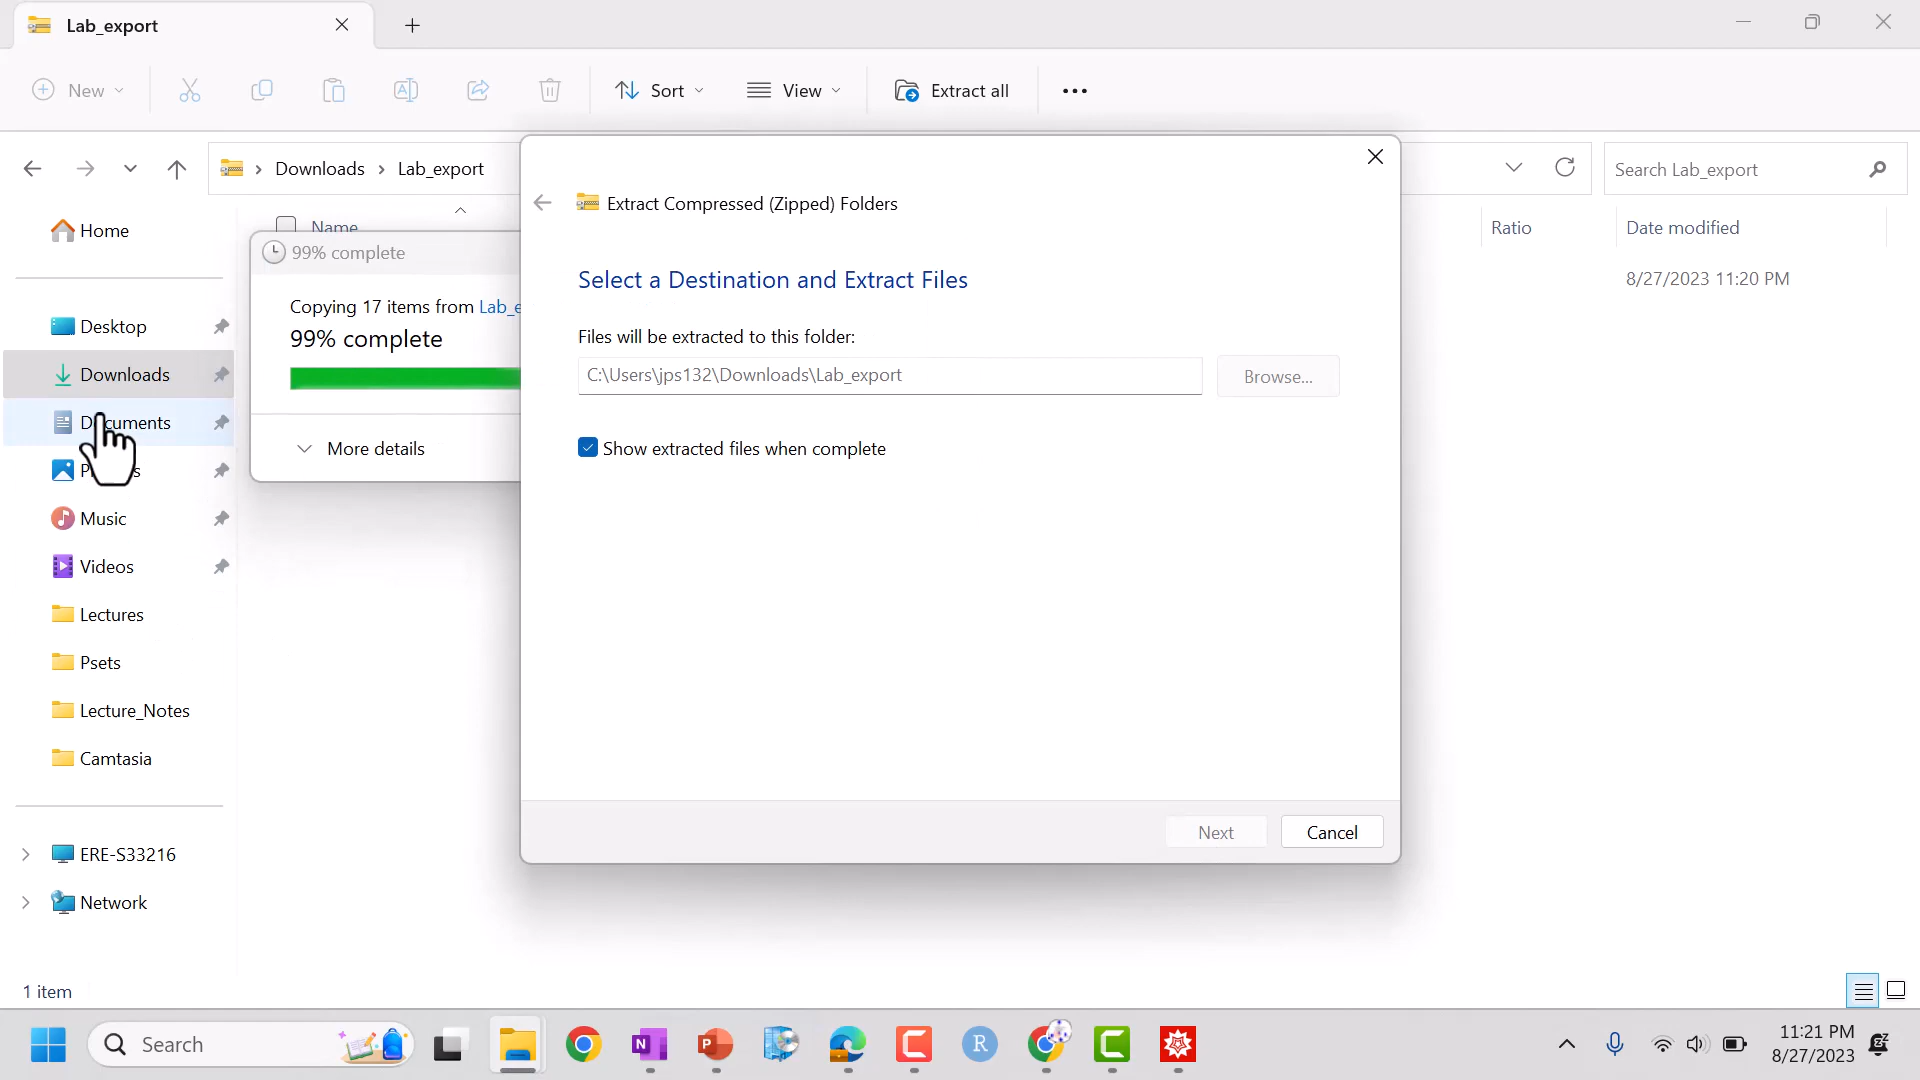 Lab_export
New
Sort
View
Extract all
Downloads
Lab_export
Search Lab_export
Home
Desktop
Downloads
Documents
Music
Videos
Lectures
Psets
Lecture_Notes
Camtasia
ERE-S33216
Network
Name
Ratio
Date modified
8/27/2023 11:20 PM
99% complete
Copying 17 items from Lab_e
99% complete
More details
Extract Compressed (Zipped) Folders
Select a Destination and Extract Files
Files will be extracted to this folder:
C:\Users\jps132\Downloads\Lab_export
Browse...
Show extracted files when complete
Next
Cancel
1 item
Search
11:21 PM
8/27/2023